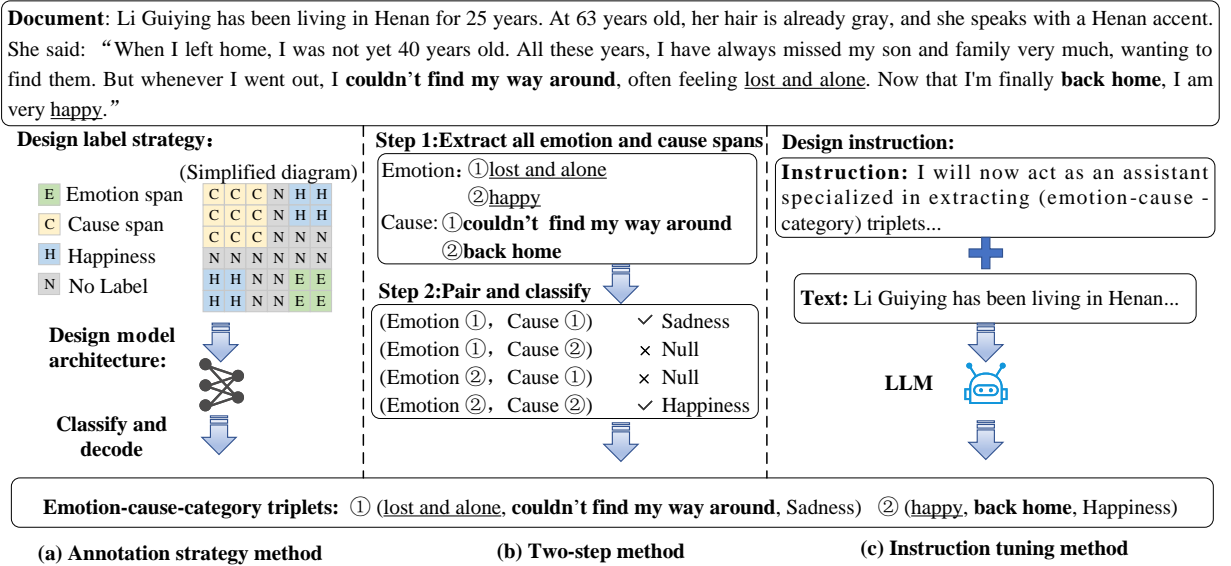 Document: Li Guiying has been living in Henan for 25 years. At 63 years old, her hair is already gray, and she speaks with a Henan accent.
She said: “When I left home, I was not yet 40 years old. All these years, I have always missed my son and family very much, wanting to
find them. But whenever I went out, I couldn’t find my way around, often feeling lost and alone. Now that I'm finally back home, I am
very happy.”
Design label strategy:
(Simplified diagram)
E Emotion span
C Cause span
H Happiness
N No Label
C C C N H H
C C C N H H
C C C N N N
N N N N N N
H H N N E E
H H N N E E
Design model
architecture:
Classify and
decode
Step 1:Extract all emotion and cause spans
Emotion: ①lost and alone
②happy
Cause: ①couldn’t find my way around
②back home
Step 2:Pair and classify
(Emotion ①, Cause ①) ✓ Sadness
(Emotion ①, Cause ②) × Null
(Emotion ②, Cause ①) × Null
(Emotion ②, Cause ②) ✓ Happiness
Design instruction:
Instruction: I will now act as an assistant
specialized in extracting (emotion-cause -
category) triplets...
Text: Li Guiying has been living in Henan...
LLM
Emotion-cause-category triplets: ① (lost and alone, couldn’t find my way around, Sadness) ② (happy, back home, Happiness)
(a) Annotation strategy method
(b) Two-step method
(c) Instruction tuning method